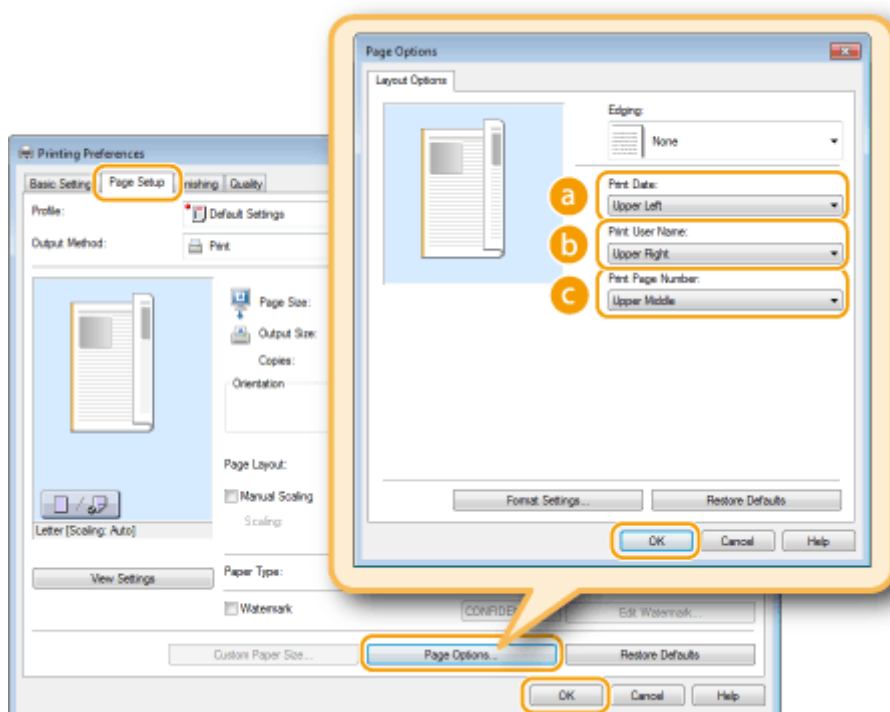 Page Options
Layout Options
Edging:
None
a
Print Date:
Upper Left
b
Print User Name:
Upper Right
c
Print Page Number:
Upper Middle
Format Settings...
Restore Defaults
OK
Cancel
Help
Printing Preferences
Basic Setting
Page Setup
nishing
Quality
Profile:
Default Settings
Output Method:
Print
Page Size:
Output Size:
Copies:
Orientation
Page Layout:
Manual Scaling
Scaling:
Letter [Scaling: Auto]
View Settings
Paper Type:
Watermark
CONFIDE
Edit Watermark...
Custom Paper Size...
Page Options...
Restore Defaults
OK
Cancel
Help